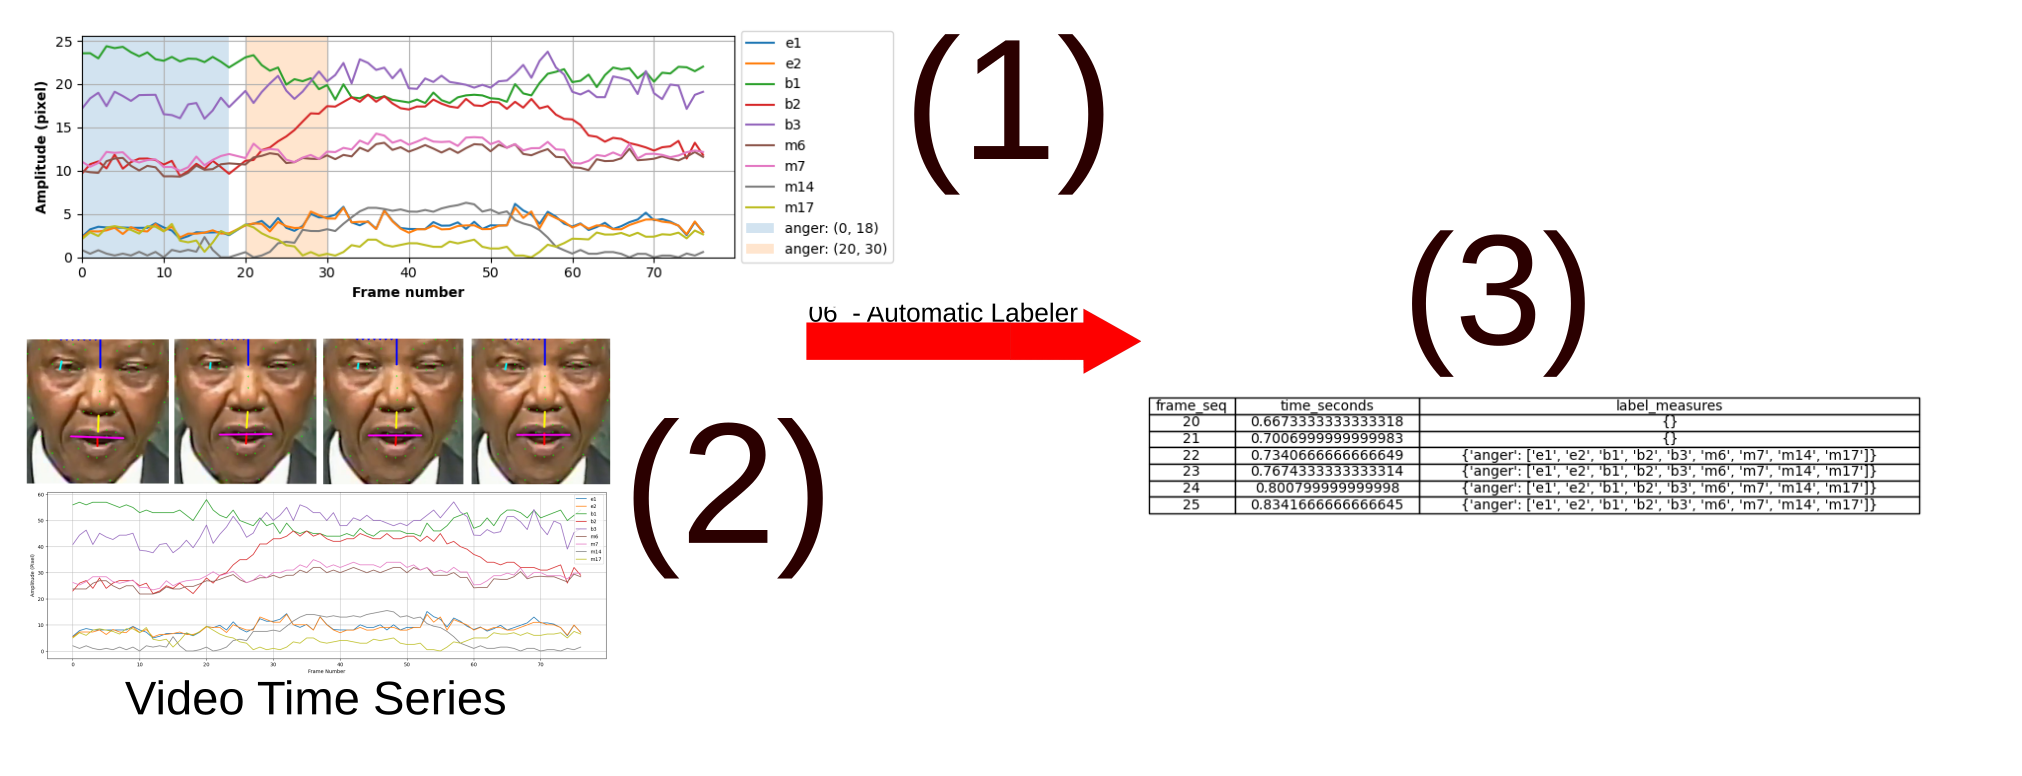 25
20
15
10
5
0
0 10 20 30 40 50 60 70
Amplitude (pixel)
Frame number
e1
e2
b1
b2
b3
m6
m7
m14
m17
anger: (0, 18)
anger: (20, 30)
(1)
06 - Automatic Labeler
(2)
60
50
40
30
20
10
0
0 10 20 30 40 50 60 70
Amplitude (Pixel)
Frame Number
e1
e2
b1
b2
b3
m6
m7
m14
m17
Video Time Series
(3)
frame_seq time_seconds label_measures
20 0.66733333333333318 {}
21 0.7006999999999983 {}
22 0.7340666666666649 {'anger': ['e1', 'e2', 'b1', 'b2', 'b3', 'm6', 'm7', 'm14', 'm17']}
23 0.76743333333333314 {'anger': ['e1', 'e2', 'b1', 'b2', 'b3', 'm6', 'm7', 'm14', 'm17']}
24 0.800799999999998 {'anger': ['e1', 'e2', 'b1', 'b2', 'b3', 'm6', 'm7', 'm14', 'm17']}
25 0.8341666666666645 {'anger': ['e1', 'e2', 'b1', 'b2', 'b3', 'm6', 'm7', 'm14', 'm17']}